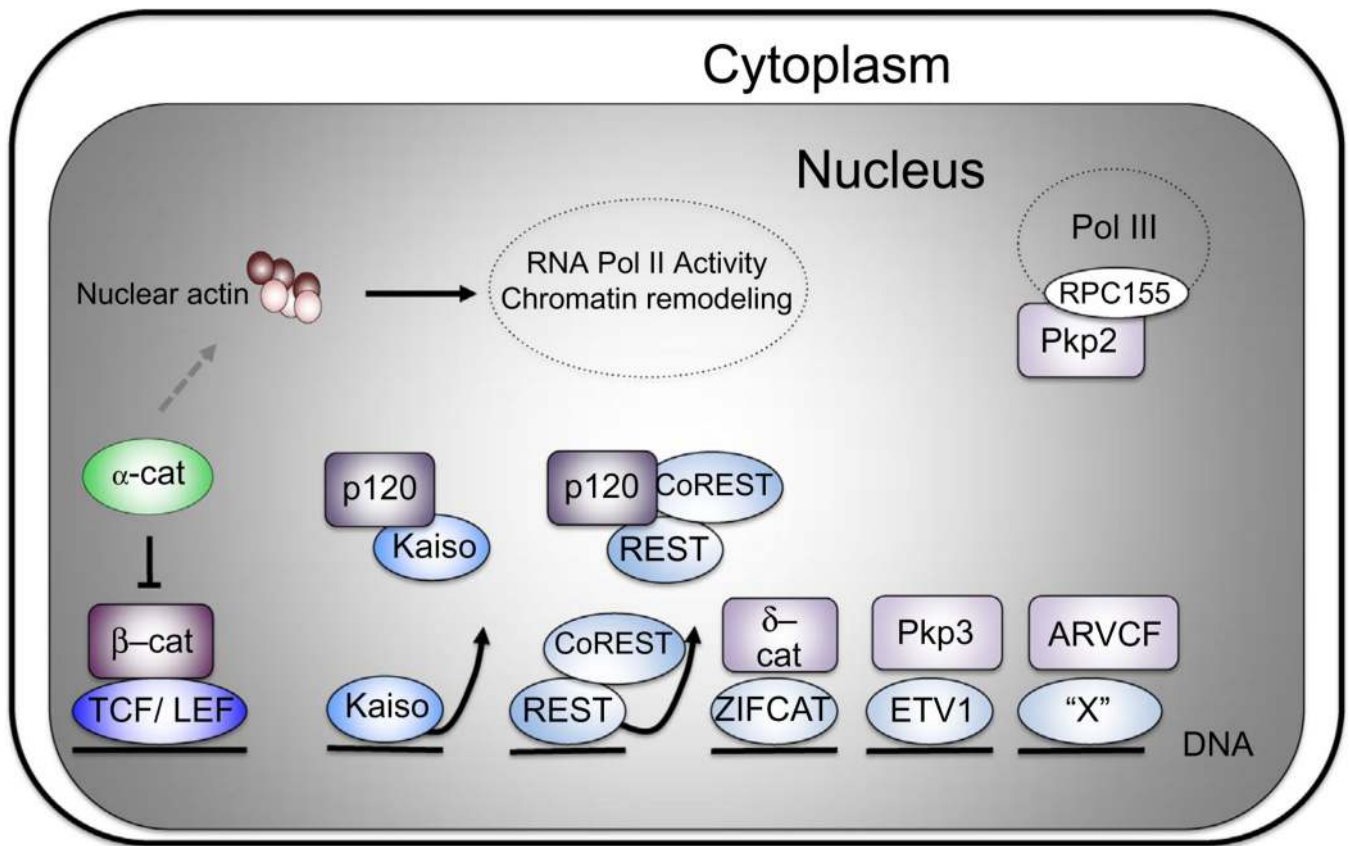 Cytoplasm
Nucleus
Nuclear actin
RNA Pol II Activity
Chromatin remodeling
Pol III
RPC155
Pkp2
α-cat
p120
Kaiso
p120
CoREST
REST
β–cat
TCF/ LEF
Kaiso
CoREST
REST
δ–
cat
ZIFCAT
Pkp3
ETV1
ARVCF
“X”
DNA